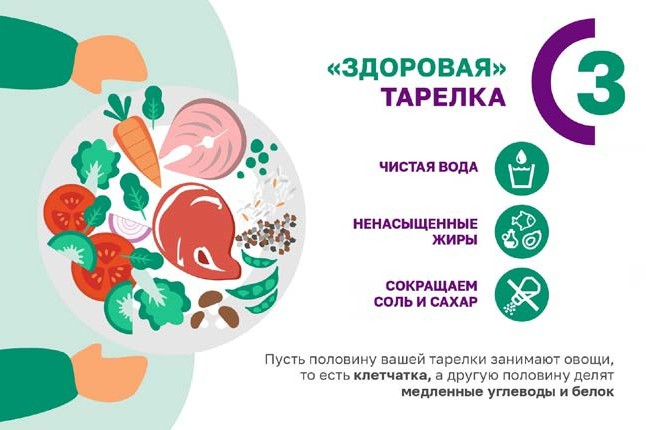 «ЗДОРОВАЯ»
ТАРЕЛКА
3
ЧИСТАЯ ВОДА
НЕНАСЫЩЕННЫЕ
ЖИРЫ
СОКРАЩАЕМ
СОЛЬ И САХАР
Пусть половину вашей тарелки занимают овощи,
то есть клетчатка, а другую половину делят
медленные углеводы и белок